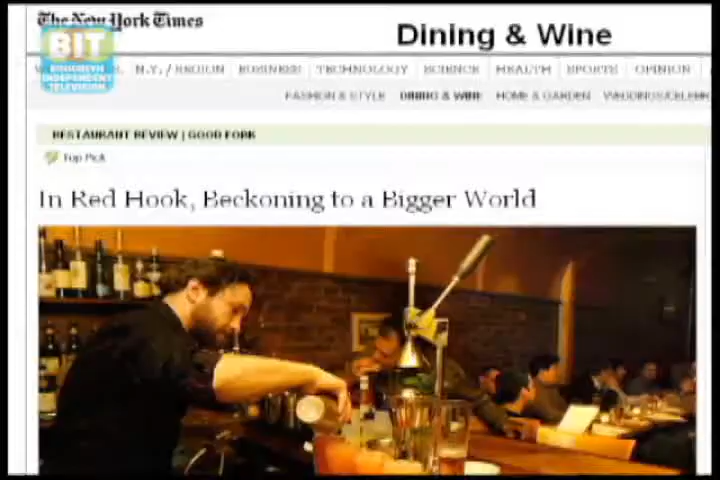 The New York Times
BIT
BROOKLYN
INDEPENDENT
TELEVISION
Dining & Wine
N.Y. / REGION BUSINESS TECHNOLOGY SCIENCE HEALTH SPORTS OPINION
FASHION & STYLE DINING & WINE HOME & GARDEN
RESTAURANT REVIEW | GOOD FORK
Top Pick
In Red Hook, Beckoning to a Bigger World